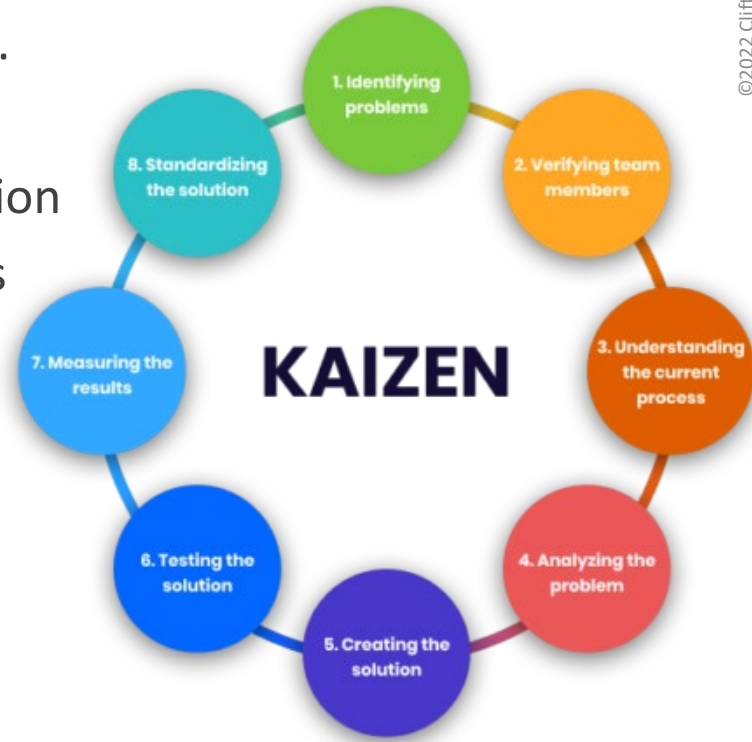 .
ion
s
©2022 Clift
1. Identifying
problems
2. Verifying team
members
3. Understanding
the current
process
4. Analyzing the
problem
5. Creating the
solution
6. Testing the
solution
7. Measuring the
results
8. Standardizing
the solution
KAIZEN